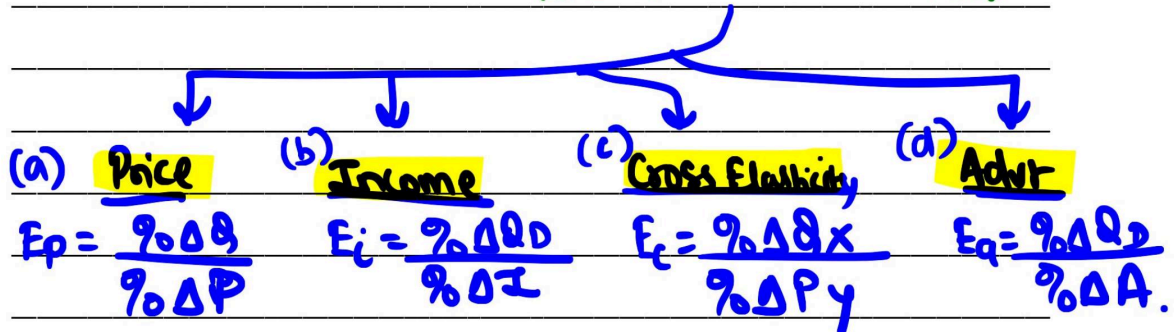 (a) Price (b) Income (c) Cross Elasticity (d) Advt
Ep = %ΔQ / %ΔP Ei = %ΔQD / %ΔI Ec = %ΔQx / %ΔPy Ea = %ΔQD / %ΔA.